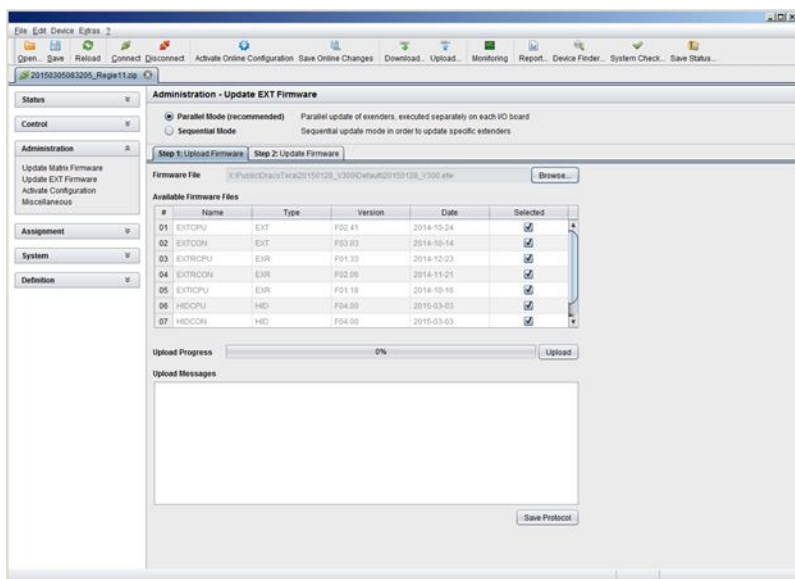 File Edit Device Extras ?
Open... Save Reload Connect Disconnect Activate Online Configuration Save Online Changes Download... Upload... Monitoring Report... Device Finder... System Check... Save Status...
20150305083205_Regie11.zip
Status
Control
Administration
Update Matrix Firmware
Update EXT Firmware
Activate Configuration
Miscellaneous
Assignment
System
Definition
Administration - Update EXT Firmware
Parallel Mode (recommended) Parallel update of exenders, executed separately on each I/O board
Sequential Mode Sequential update mode in order to update specific extenders
Step 1: Upload Firmware Step 2: Update Firmware
Firmware File X:\Public\DracoTera\20150128_V300\Default\20150128_V300.efw Browse...
Available Firmware Files
# Name Type Version Date Selected
01 EXTCPU EXT F02.41 2014-10-24
02 EXTCON EXT F03.03 2014-10-14
03 EXTRCPU EXR F01.33 2014-12-23
04 EXTRCON EXR F02.06 2014-11-21
05 EXTICPU EXR F01.18 2014-10-16
06 HIDCPU HID F04.00 2015-03-03
07 HIDCON HID F04.00 2015-03-03
Upload Progress 0% Upload
Upload Messages
Save Protocol